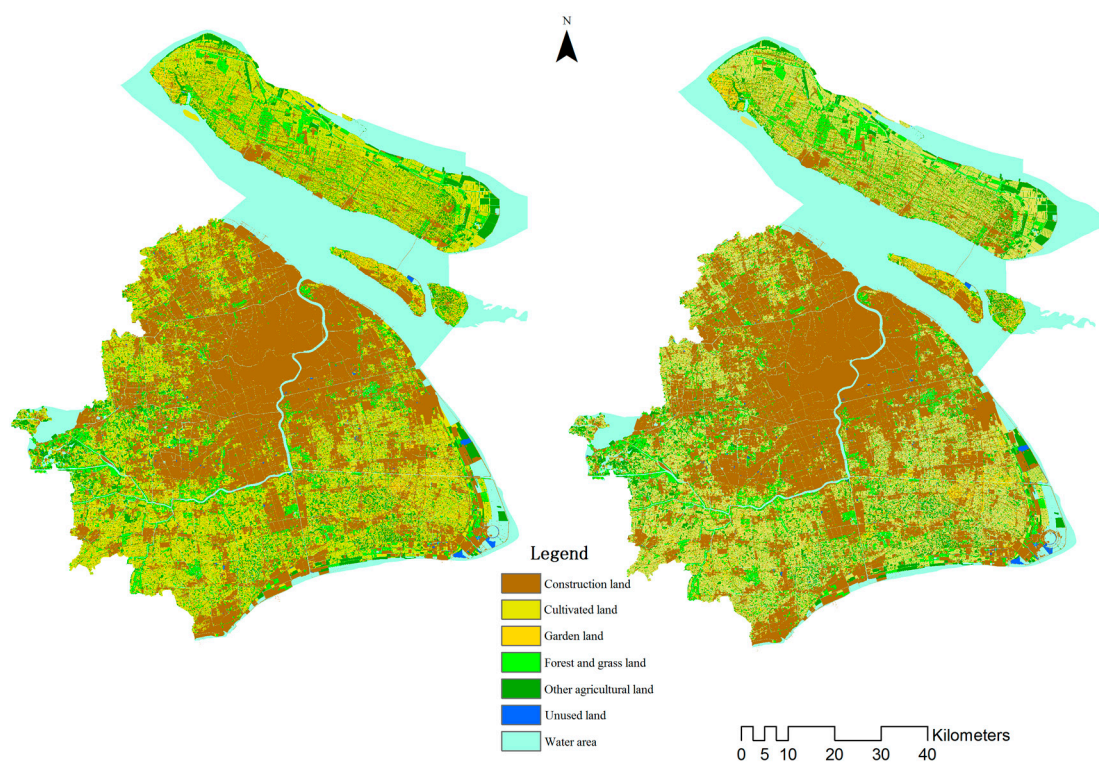 N
Legend
Construction land
Cultivated land
Garden land
Forest and grass land
Other agricultural land
Unused land
Water area
Kilometers
0 5 10 20 30 40